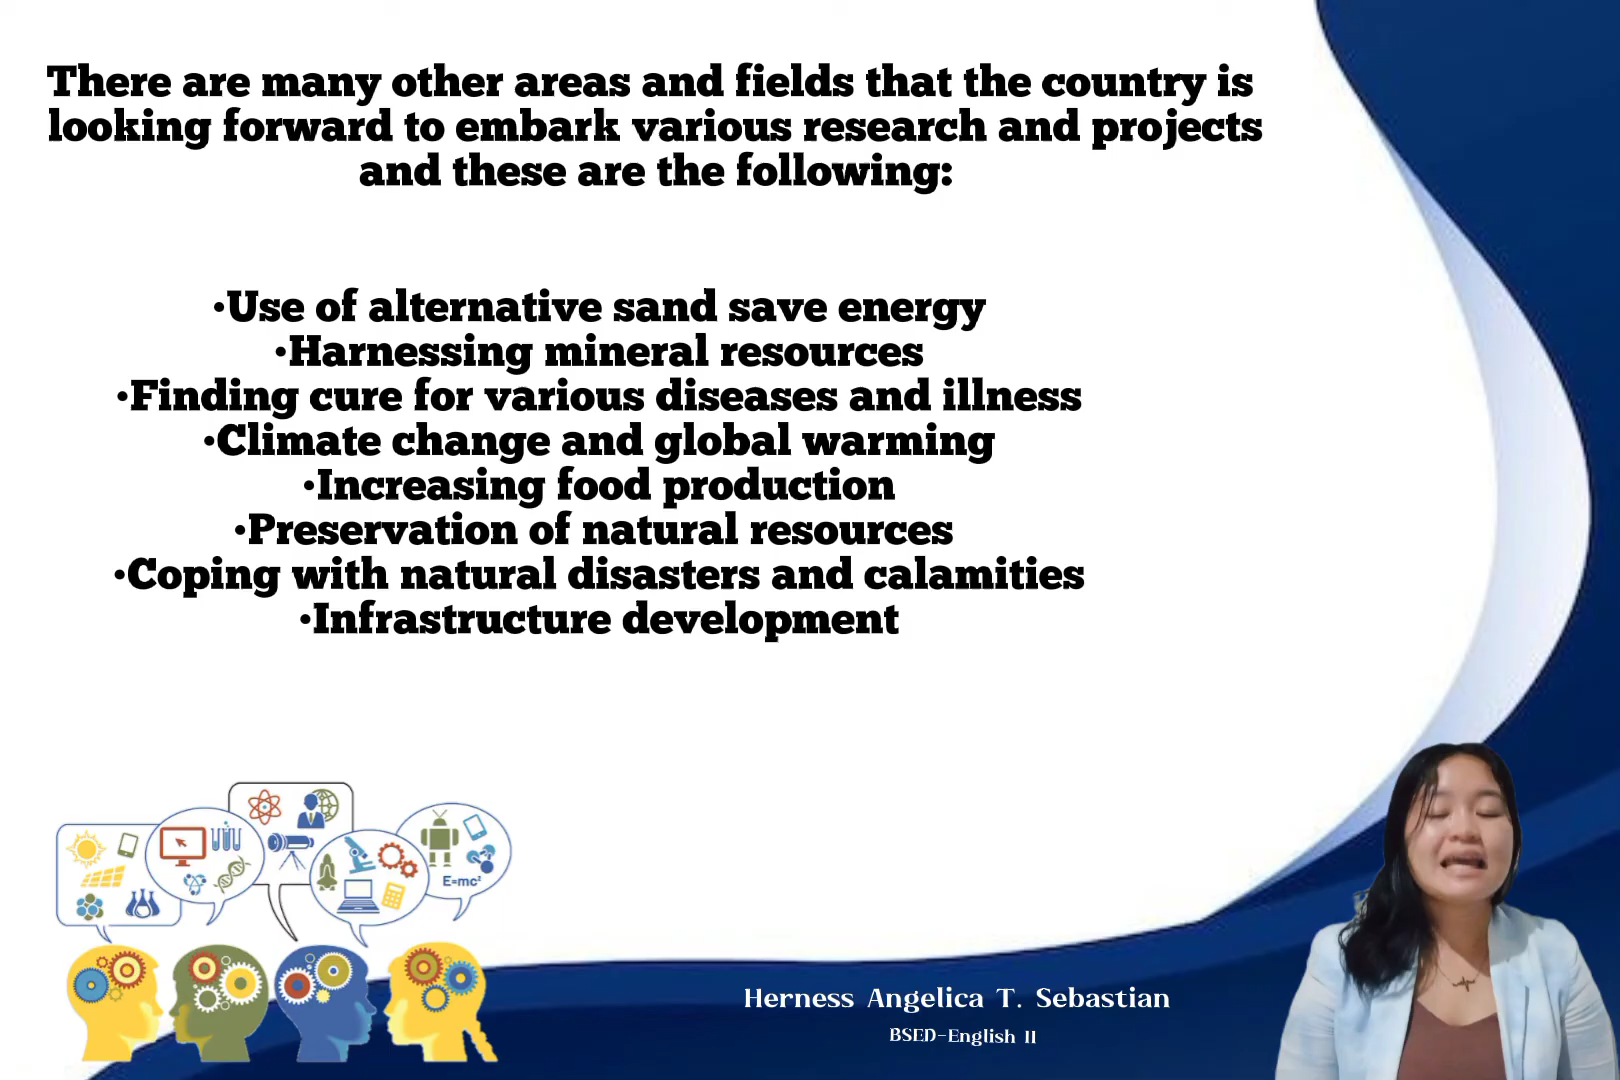 There are many other areas and fields that the country is
looking forward to embark various research and projects
and these are the following:
•Use of alternative sand save energy
•Harnessing mineral resources
•Finding cure for various diseases and illness
•Climate change and global warming
•Increasing food production
•Preservation of natural resources
•Coping with natural disasters and calamities
•Infrastructure development
E=mc²
Herness Angelica T. Sebastian
BSED-English II